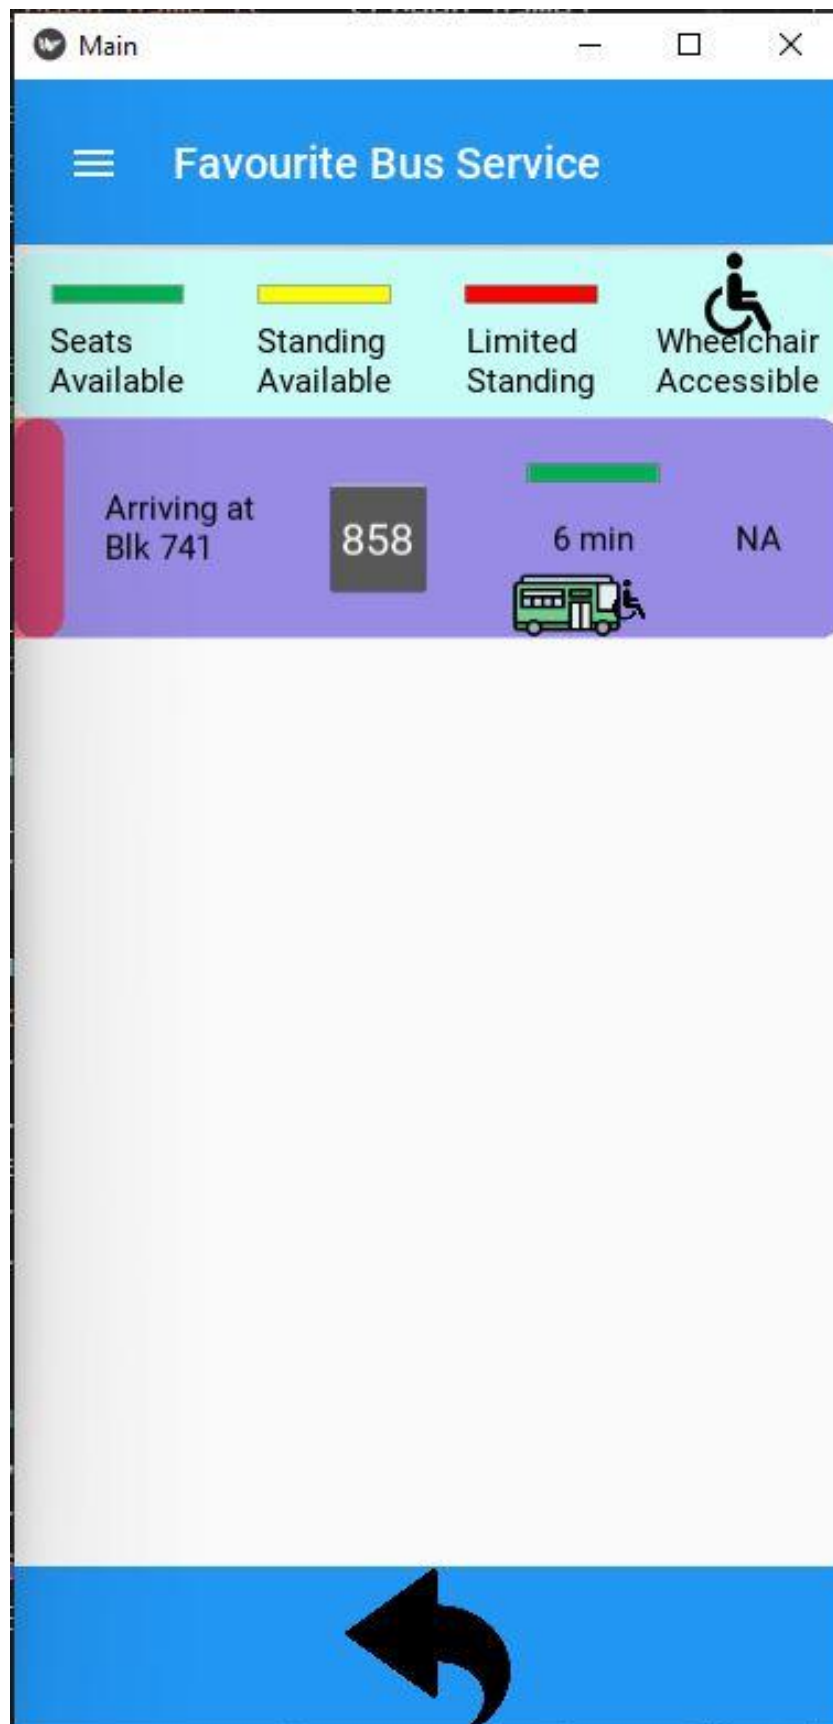 Main
Favourite Bus Service
Seats
Available
Standing
Available
Limited
Standing
Wheelchair
Accessible
Arriving at
Blk 741
858
6 min
NA